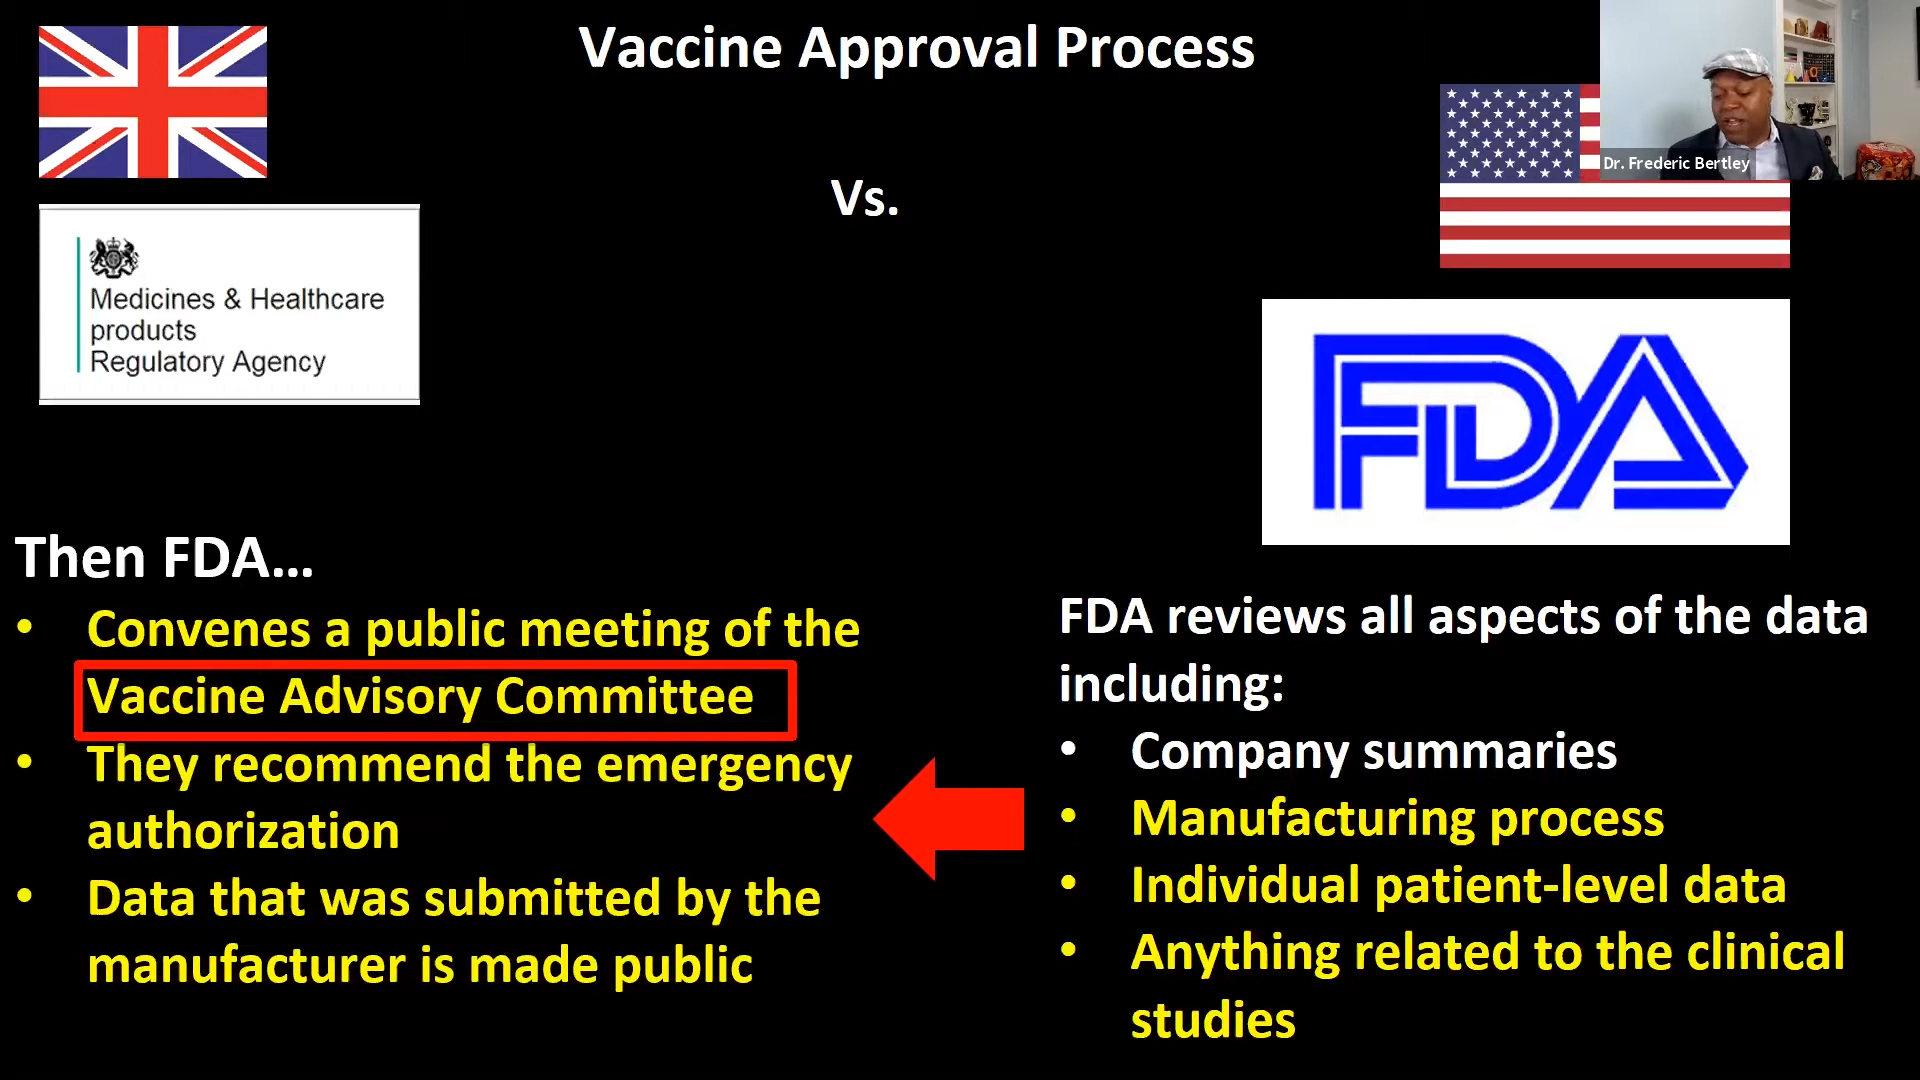 Vaccine Approval Process
Vs.
Dr. Frederic Bertley
Medicines & Healthcare
products
Regulatory Agency
FDA
Then FDA...
• Convenes a public meeting of the
Vaccine Advisory Committee
• They recommend the emergency
authorization
• Data that was submitted by the
manufacturer is made public
FDA reviews all aspects of the data
including:
• Company summaries
• Manufacturing process
• Individual patient-level data
• Anything related to the clinical
studies